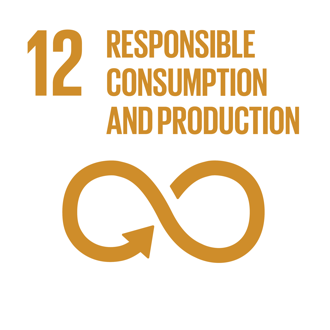 12 RESPONSIBLE
CONSUMPTION
AND PRODUCTION